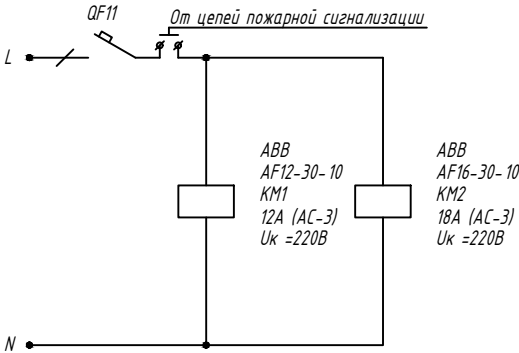 QF11
От цепей пожарной сигнализации
L
ABB
AF12-30-10
KM1
12A (AC-3)
Uк =220В
ABB
AF16-30-10
KM2
18A (AC-3)
Uк =220В
N